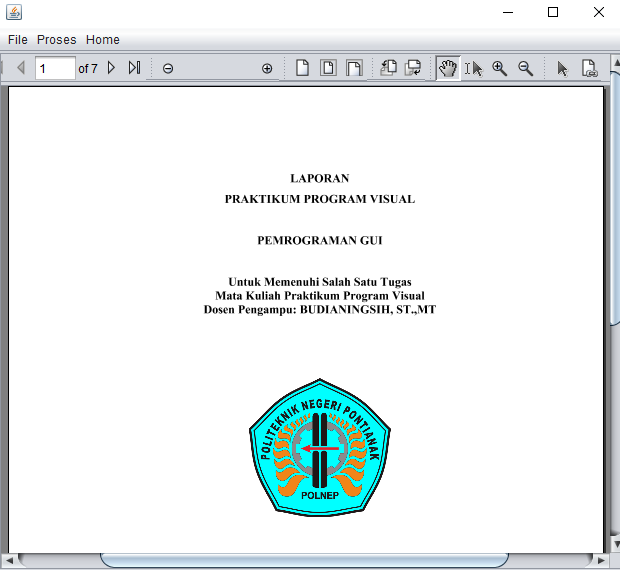 File Proses Home
1 of 7
LAPORAN
PRAKTIKUM PROGRAM VISUAL
PEMROGRAMAN GUI
Untuk Memenuhi Salah Satu Tugas
Mata Kuliah Praktikum Program Visual
Dosen Pengampu: BUDIANINGSIH, ST.,MT
POLITEKNIK NEGERI PONTIANAK
POLNEP